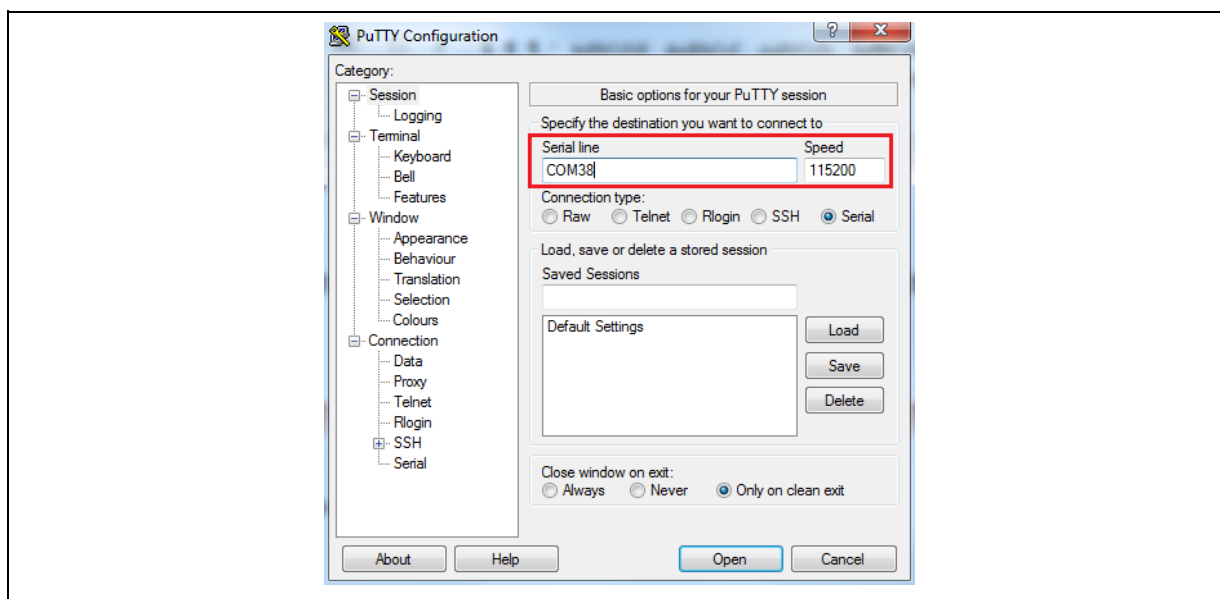 PuTTY Configuration
Category:
Session
Logging
Terminal
Keyboard
Bell
Features
Window
Appearance
Behaviour
Translation
Selection
Colours
Connection
Data
Proxy
Telnet
Rlogin
SSH
Serial
Basic options for your PuTTY session
Specify the destination you want to connect to
Serial line Speed
COM38 115200
Connection type:
Raw Telnet Rlogin SSH Serial
Load, save or delete a stored session
Saved Sessions
Default Settings
Load
Save
Delete
Close window on exit:
Always Never Only on clean exit
About Help Open Cancel